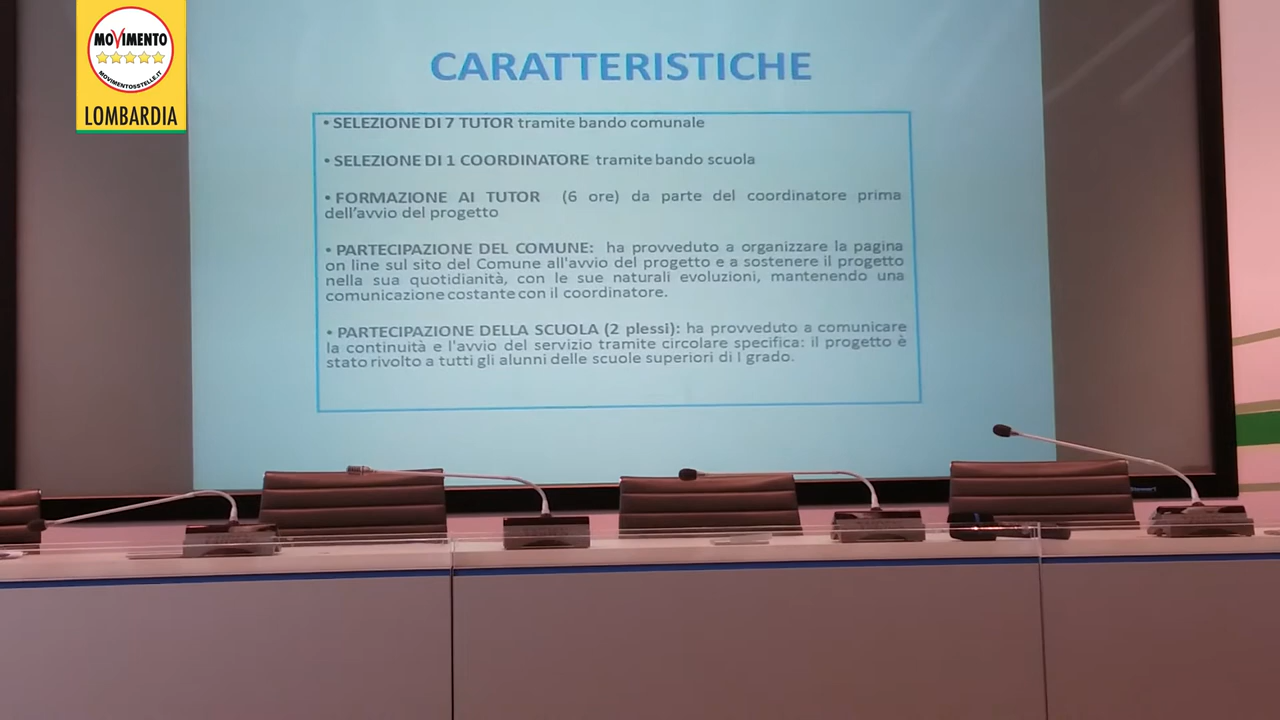 MOVIMENTO
MOVIMENTO5STELLE.IT
LOMBARDIA
CARATTERISTICHE
• SELEZIONE DI 7 TUTOR tramite bando comunale
• SELEZIONE DI 1 COORDINATORE tramite bando scuola
• FORMAZIONE AI TUTOR (6 ore) da parte del coordinatore prima
dell'avvio del progetto
• PARTECIPAZIONE DEL COMUNE: ha provveduto a organizzare la pagina
on line sul sito del Comune all'avvio del progetto e a sostenere il progetto
nella sua quotidianità, con le sue naturali evoluzioni, mantenendo una
comunicazione costante con il coordinatore.
• PARTECIPAZIONE DELLA SCUOLA (2 plessi): ha provveduto a comunicare
la continuità e l'avvio del servizio tramite circolare specifica: il progetto è
stato rivolto a tutti gli alunni delle scuole superiori di I grado.